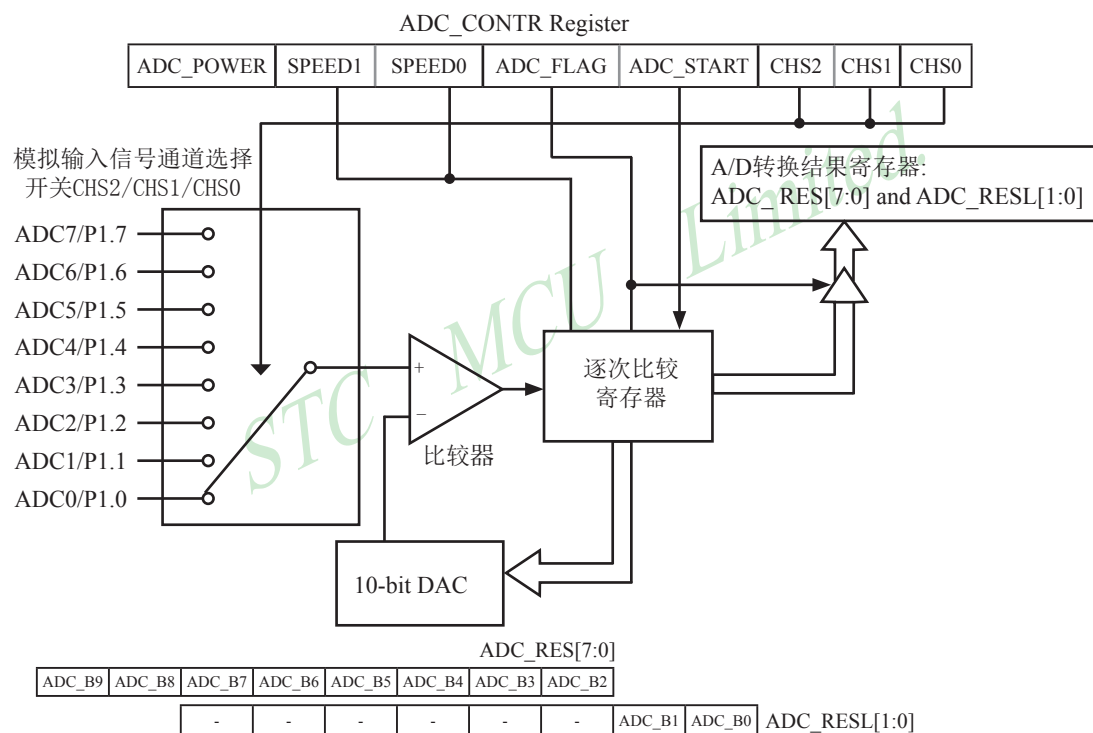 ADC_CONTR Register
ADC_POWER SPEED1 SPEED0 ADC_FLAG ADC_START CHS2 CHS1 CHS0
模拟输入信号通道选择
开关CHS2/CHS1/CHS0
A/D转换结果寄存器:
ADC_ RES[7:0] and ADC_RESL[1:0]
ADC7/P1.7
ADC6/P1.6
ADC5/P1.5
ADC4/P1.4
ADC3/P1.3
ADC2/P1.2
ADC1/P1.1
ADC0/P1.0
+
−
比较器
逐次比较
寄存器
10-bit DAC
STC MCU Limited.
ADC_RES[7:0]
ADC_B9 ADC_B8 ADC_B7 ADC_B6 ADC_B5 ADC_B4 ADC_B3 ADC_B2
- - - - - - ADC_B1 ADC_B0 ADC_RESL[1:0]